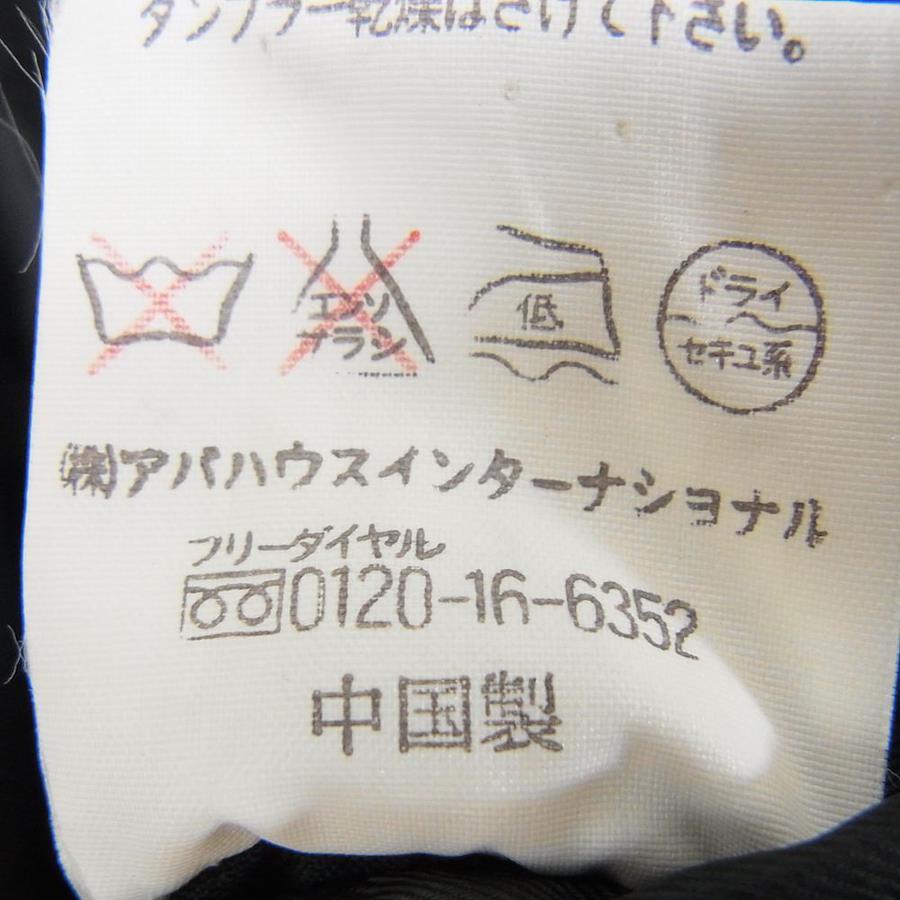 タンブラー乾燥はさけて下さい。
エンソ
サラシ
低
ドライ
セキユ系
(株)アバハウスインターナショナル
フリーダイヤル
0120-16-6352
中国製